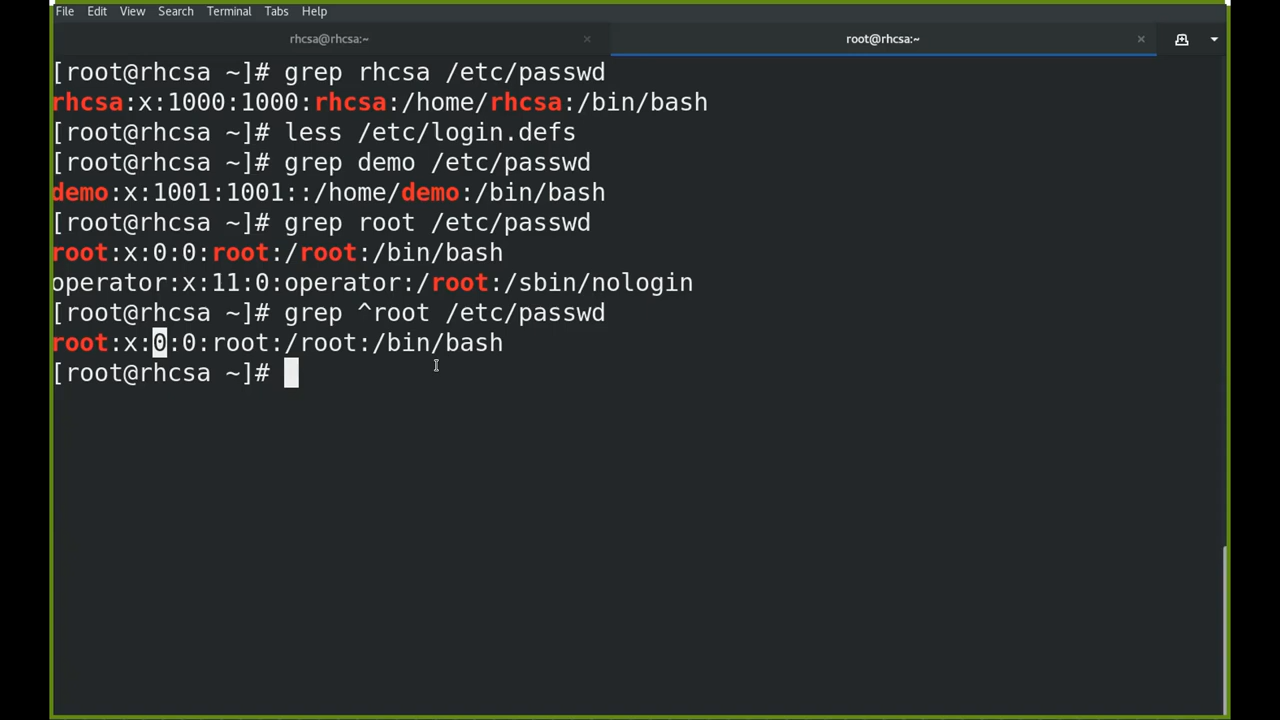 File Edit View Search Terminal Tabs Help
rhcsa@rhcsa:~ × root@rhcsa:~ ×
[root@rhcsa ~]# grep rhcsa /etc/passwd
rhcsa:x:1000:1000:rhcsa:/home/rhcsa:/bin/bash
[root@rhcsa ~]# less /etc/login.defs
[root@rhcsa ~]# grep demo /etc/passwd
demo:x:1001:1001::/home/demo:/bin/bash
[root@rhcsa ~]# grep root /etc/passwd
root:x:0:0:root:/root:/bin/bash
operator:x:11:0:operator:/root:/sbin/nologin
[root@rhcsa ~]# grep ^root /etc/passwd
root:x:0:0:root:/root:/bin/bash
[root@rhcsa ~]#